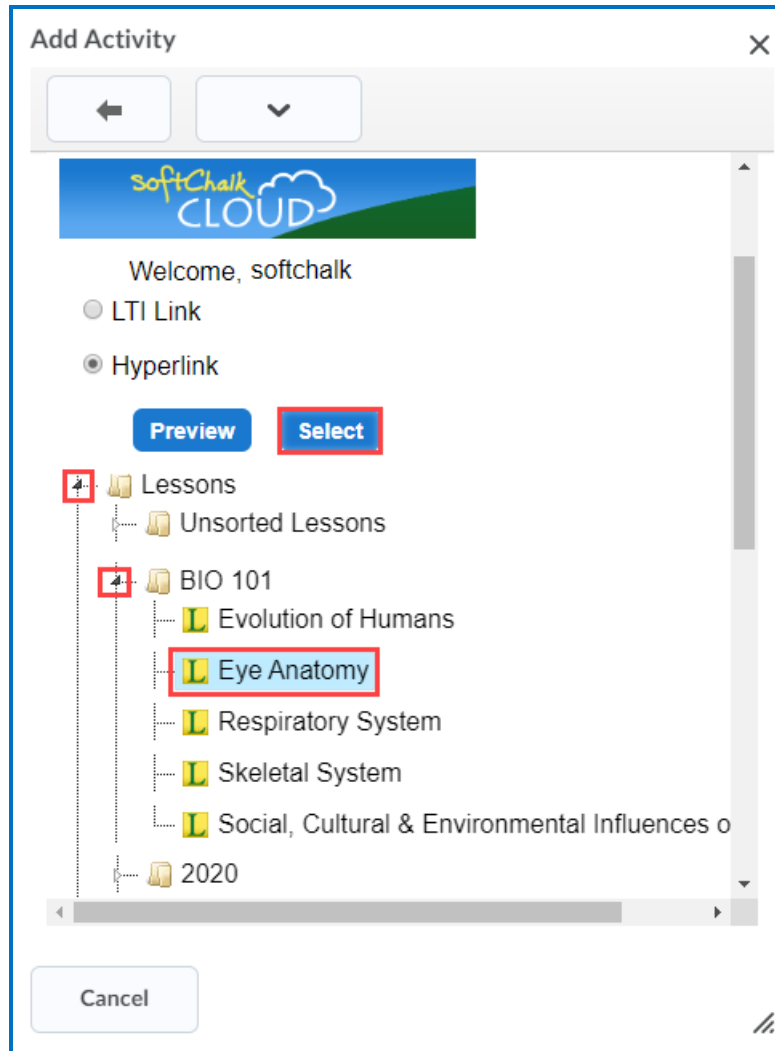 Add Activity
softChalk
CLOUD
Welcome, softchalk
LTI Link
Hyperlink
Preview Select
Lessons
Unsorted Lessons
BIO 101
L Evolution of Humans
L Eye Anatomy
L Respiratory System
L Skeletal System
L Social, Cultural & Environmental Influences o
2020
Cancel